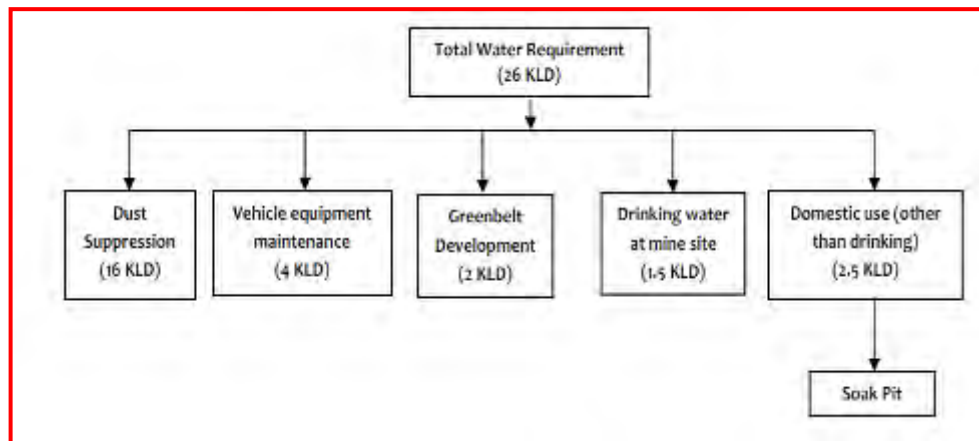 Total Water Requirement
(26 KLD)
Dust
Suppression
(16 KLD)
Vehicle equipment
maintenance
(4 KLD)
Greenbelt
Development
(2 KLD)
Drinking water
at mine site
(1.5 KLD)
Domestic use (other
than drinking)
(2.5 KLD)
Soak Pit